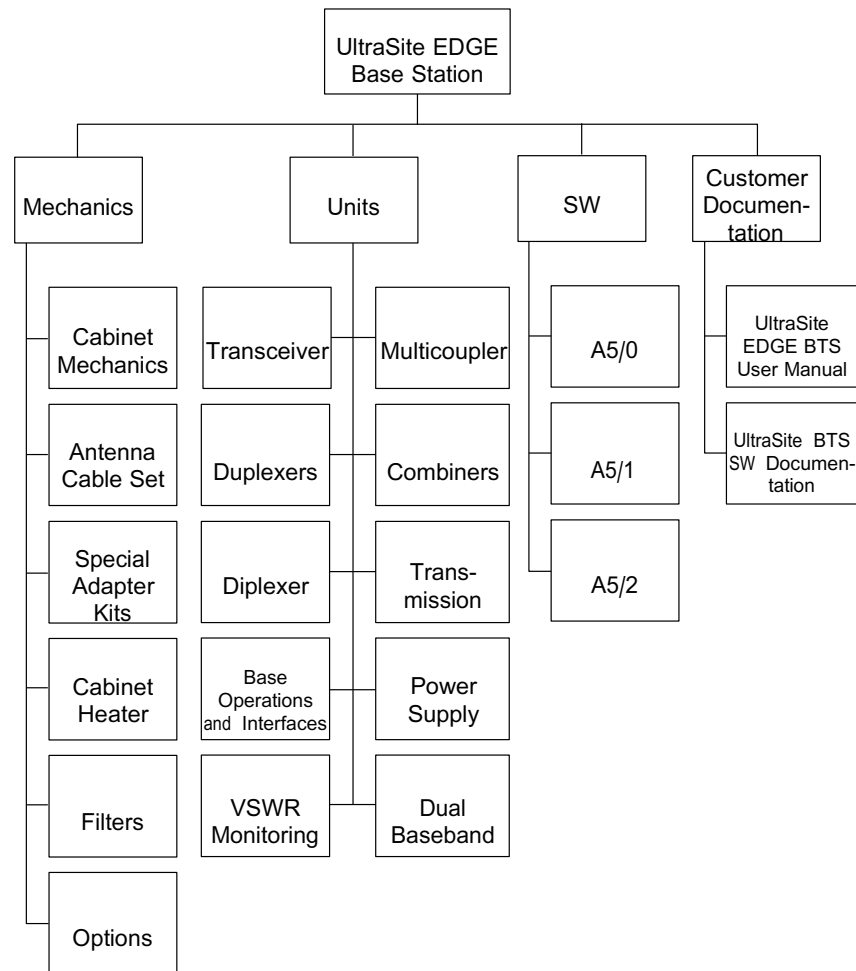 UltraSite EDGE
Base Station
Mechanics
Units
SW
Customer
Documen-
tation
Cabinet
Mechanics
Antenna
Cable Set
Special
Adapter
Kits
Cabinet
Heater
Filters
Options
Transceiver
Duplexers
Diplexer
Base
Operations
and Interfaces
VSWR
Monitoring
Multicoupler
Combiners
Trans-
mission
Power
Supply
Dual
Baseband
A5/0
A5/1
A5/2
UltraSite
EDGE BTS
User Manual
UltraSite BTS
SW Documen-
tation